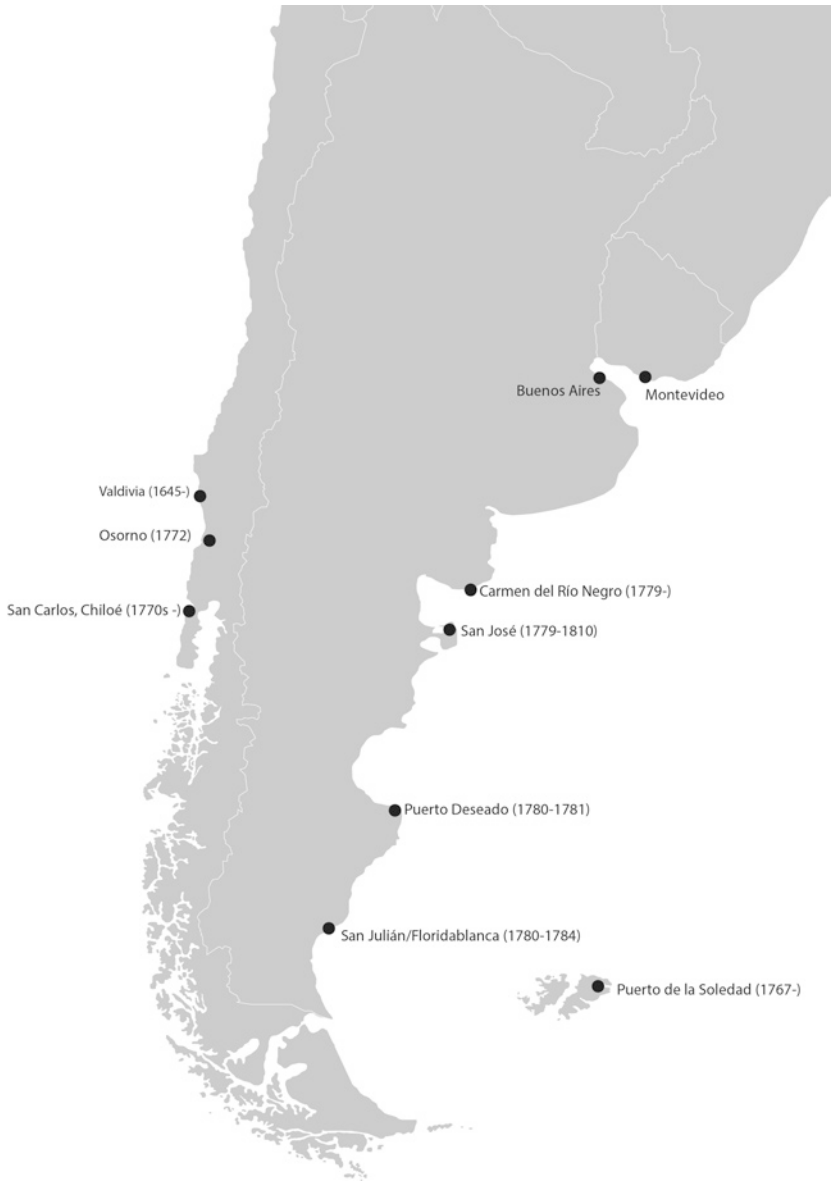 Buenos Aires
Montevideo
Valdivia (1645-)
Osorno (1772)
Carmen del Río Negro (1779-)
San Carlos, Chiloé (1770s -)
San José (1779-1810)
Puerto Deseado (1780-1781)
San Julián/Floridablanca (1780-1784)
Puerto de la Soledad (1767-)